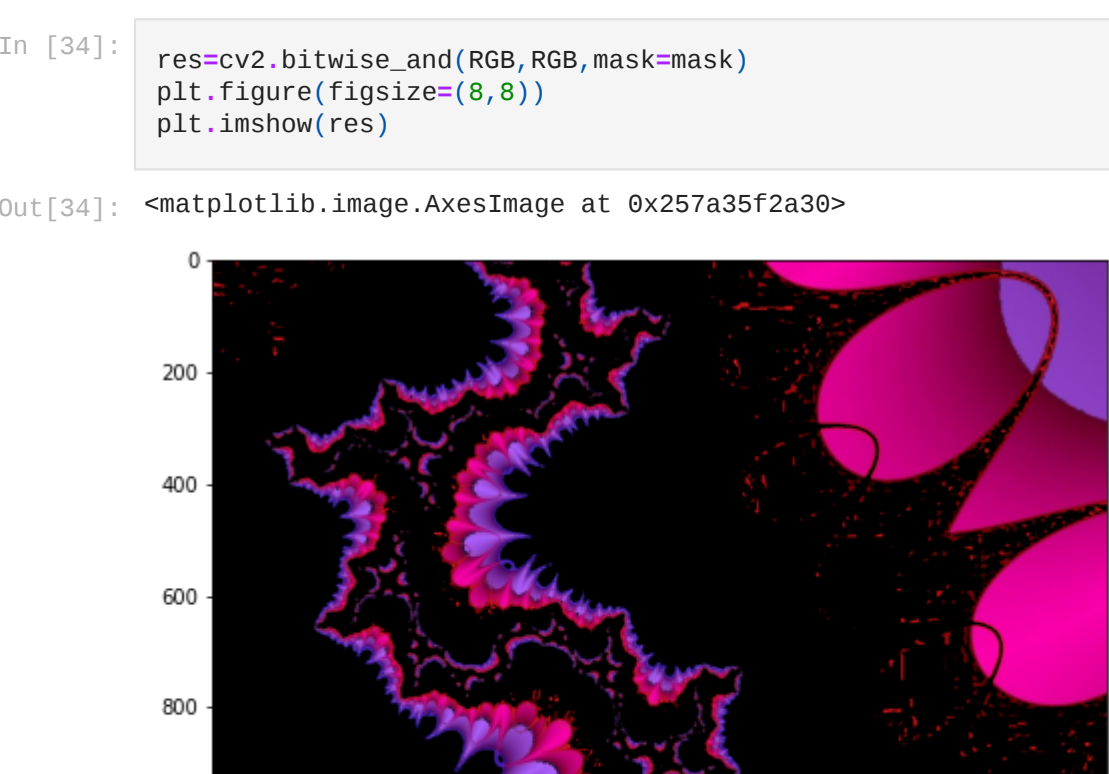 In [34]:
res=cv2.bitwise_and(RGB,RGB,mask=mask)
plt.figure(figsize=(8,8))
plt.imshow(res)
Out[34]: <matplotlib.image.AxesImage at 0x257a35f2a30>
0
200
400
600
800